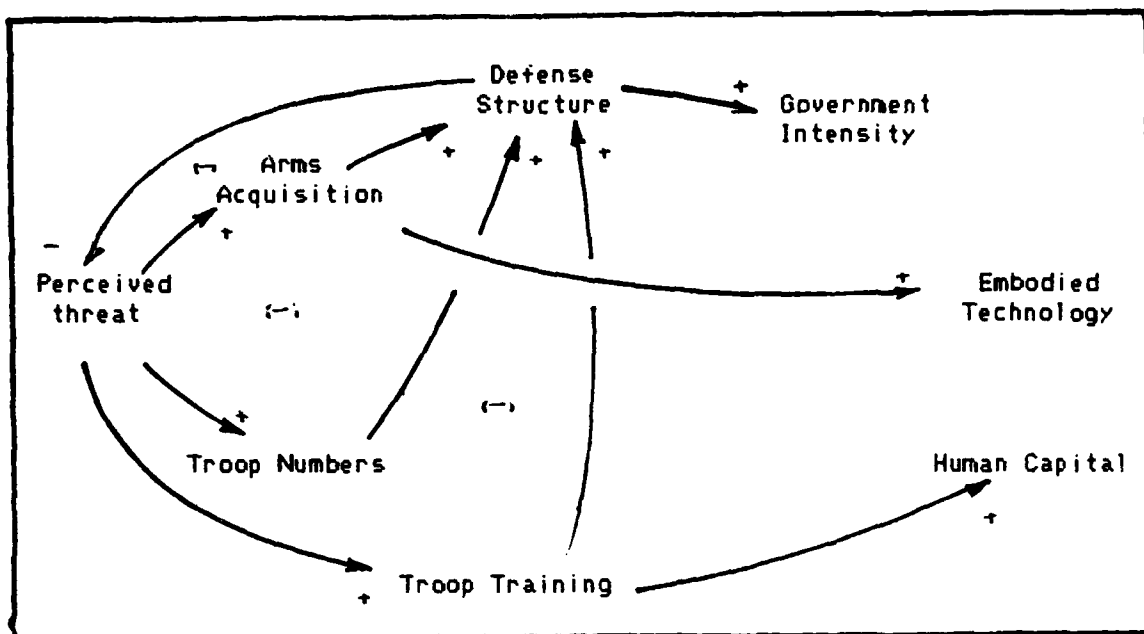 Defense
Structure
+
Government
Intensity
+
+
+
(-)
Arms
Acquisition
+
-
Perceived
threat
(-)
+
Embodied
Technology
+
(-)
Troop Numbers
Human Capital
+
+
Troop Training